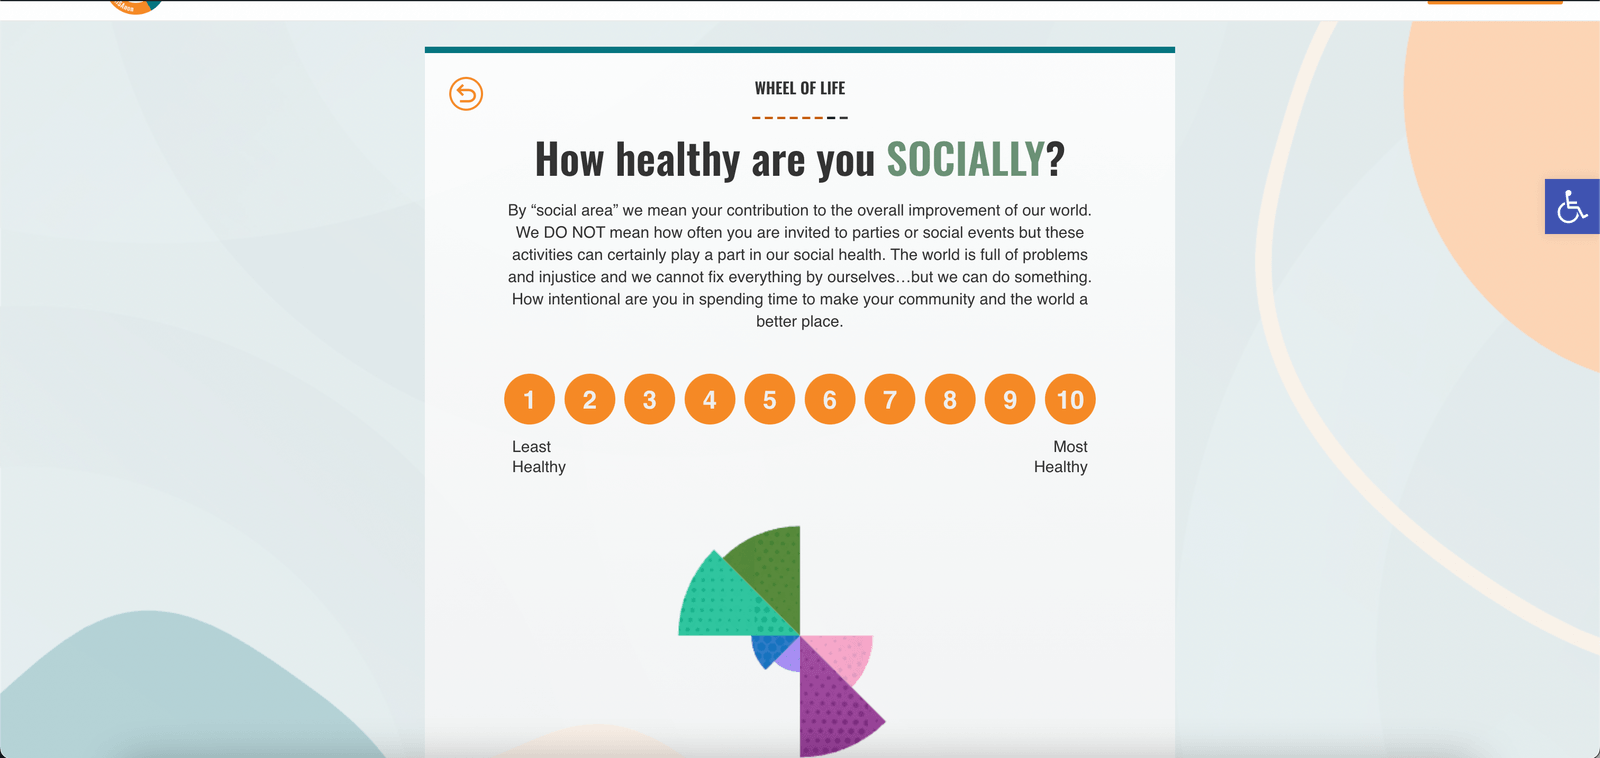 WHEEL OF LIFE
How healthy are you SOCIALLY?
By “social area” we mean your contribution to the overall improvement of our world.
We DO NOT mean how often you are invited to parties or social events but these
activities can certainly play a part in our social health. The world is full of problems
and injustice and we cannot fix everything by ourselves…but we can do something.
How intentional are you in spending time to make your community and the world a
better place.
1 2 3 4 5 6 7 8 9 10
Least Most
Healthy Healthy